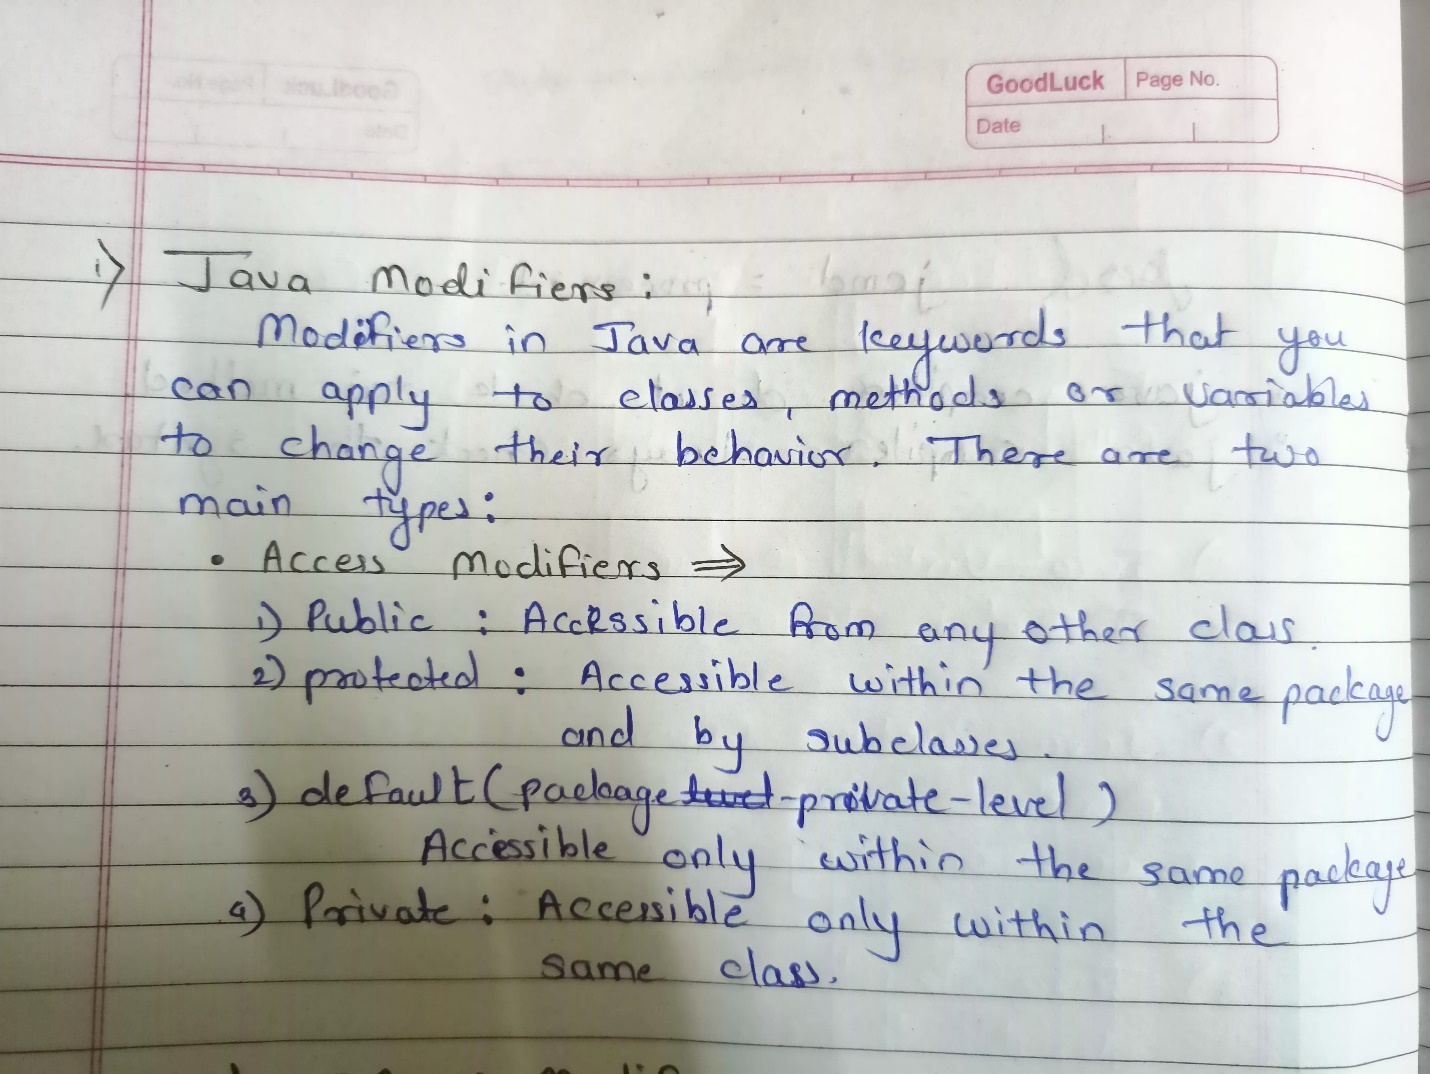 GoodLuck Page No.
Date
1) Java Modifiers :
Modifiers in Java are keywords that you
can apply to classes, methods or variables
to change their behavior. There are two
main types :
• Access Modifiers ⇒
1) Public : Accessible from any other class.
2) protected : Accessible within the same package
and by subclasses.
3) default (package-private-level)
Accessible only within the same package
4) Private : Accessible only within the
same class.